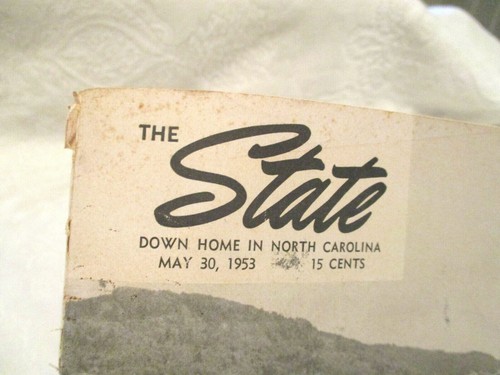 THE
State
DOWN HOME IN NORTH CAROLINA
MAY 30, 1953 15 CENTS